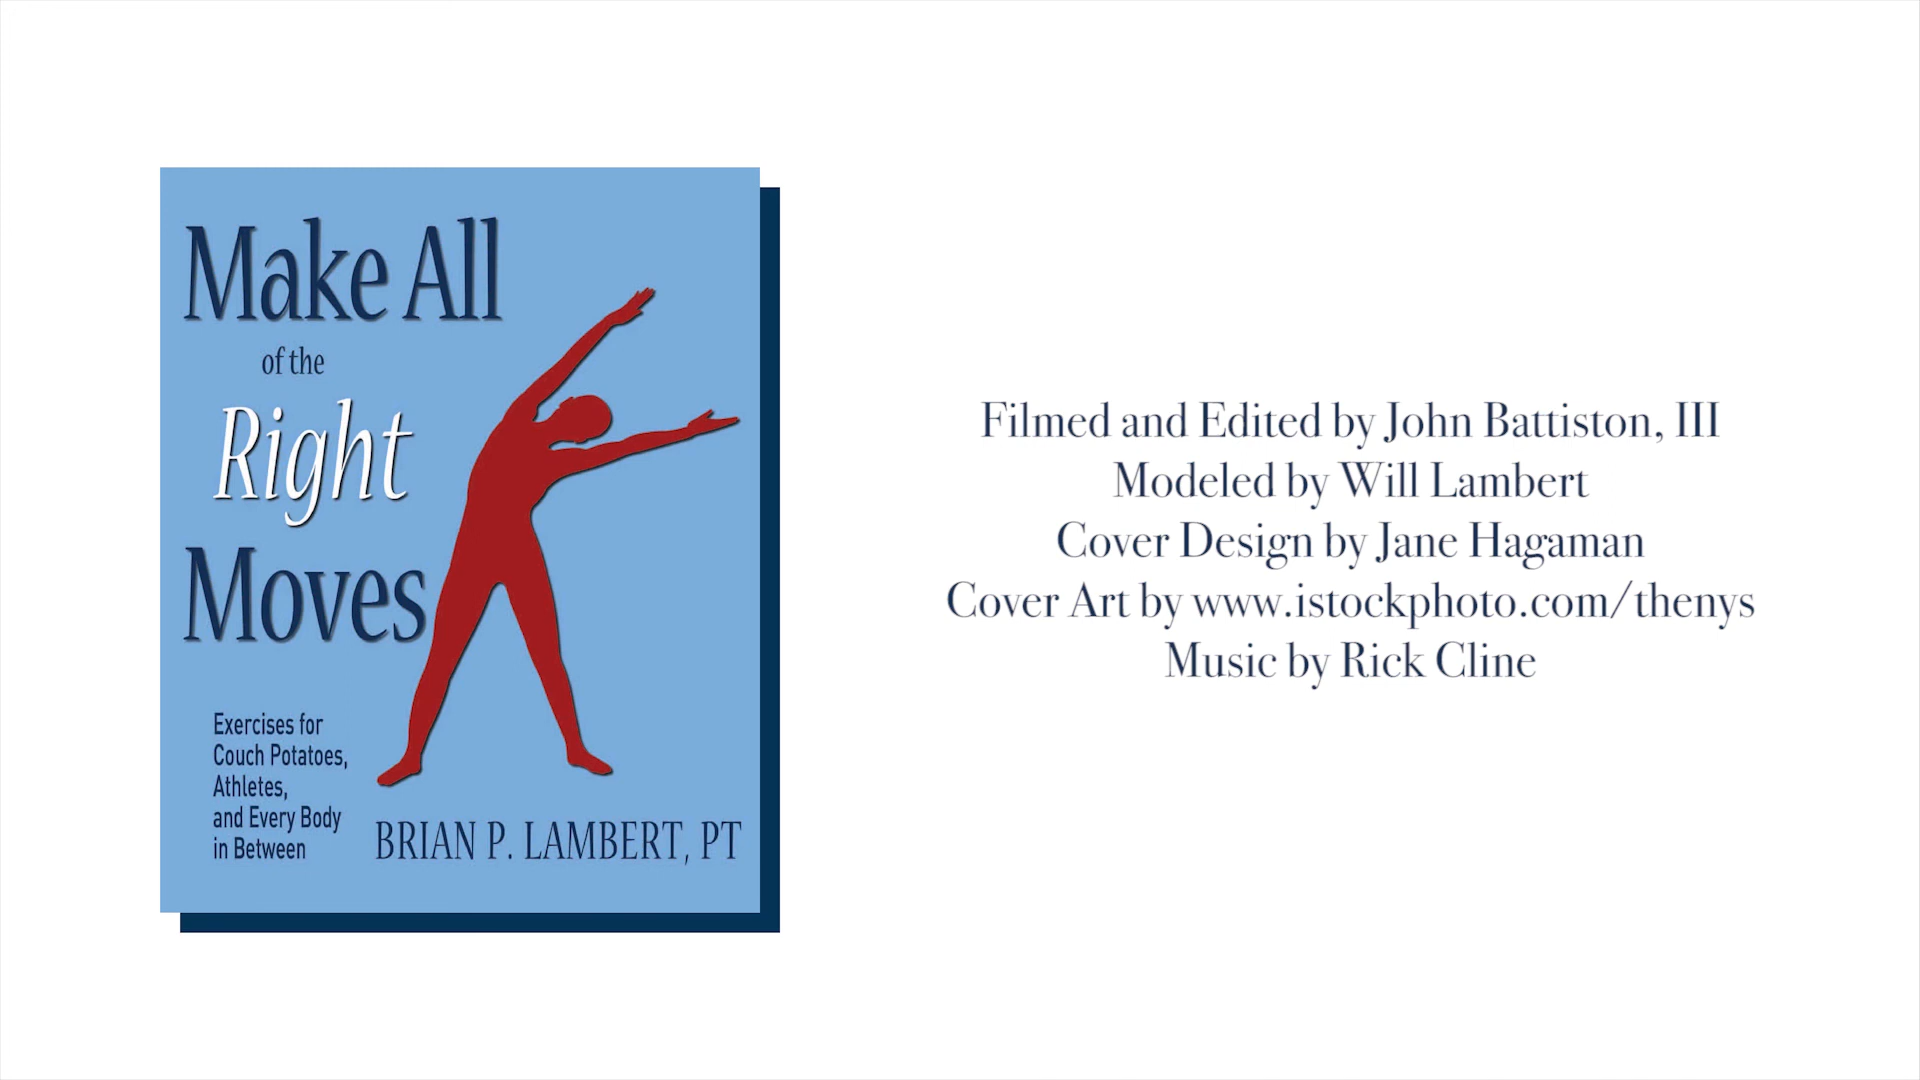 Make All
of the
Right
Moves
Exercises for
Couch Potatoes,
Athletes,
and Every Body
in Between
BRIAN P. LAMBERT, PT
Filmed and Edited by John Battiston, III
Modeled by Will Lambert
Cover Design by Jane Hagaman
Cover Art by www.istockphoto.com/thenys
Music by Rick Cline